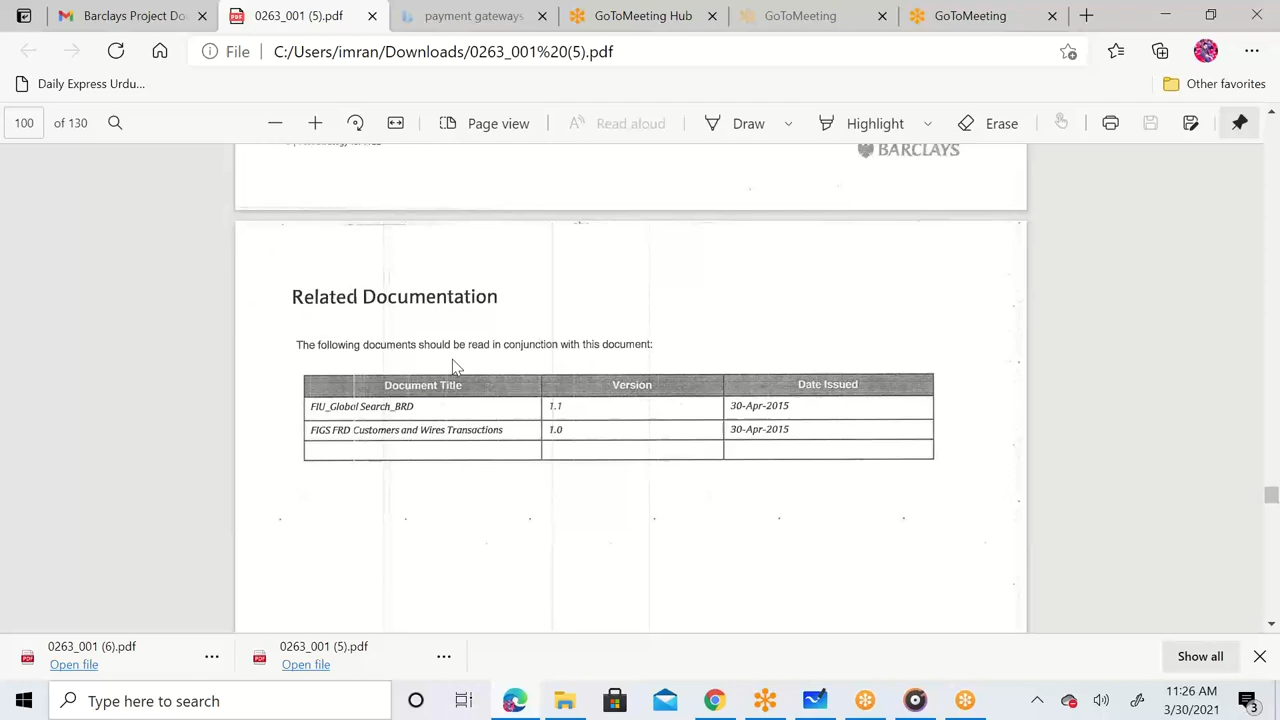 Barclays Project Do
0263_001 (5).pdf
payment gateways
GoToMeeting Hub
GoToMeeting
GoToMeeting
File
C:/Users/imran/Downloads/0263_001%20(5).pdf
Daily Express Urdu...
Other favorites
100 of 130
Page view
Read aloud
Draw
Highlight
Erase
BARCLAYS
Related Documentation
The following documents should be read in conjunction with this document:
Document Title Version Date Issued
FIU_Global Search_BRD 1.1 30-Apr-2015
FIGS FRD Customers and Wires Transactions 1.0 30-Apr-2015
0263_001 (6).pdf
Open file
0263_001 (5).pdf
Open file
Show all
Type here to search
11:26 AM
3/30/2021
3